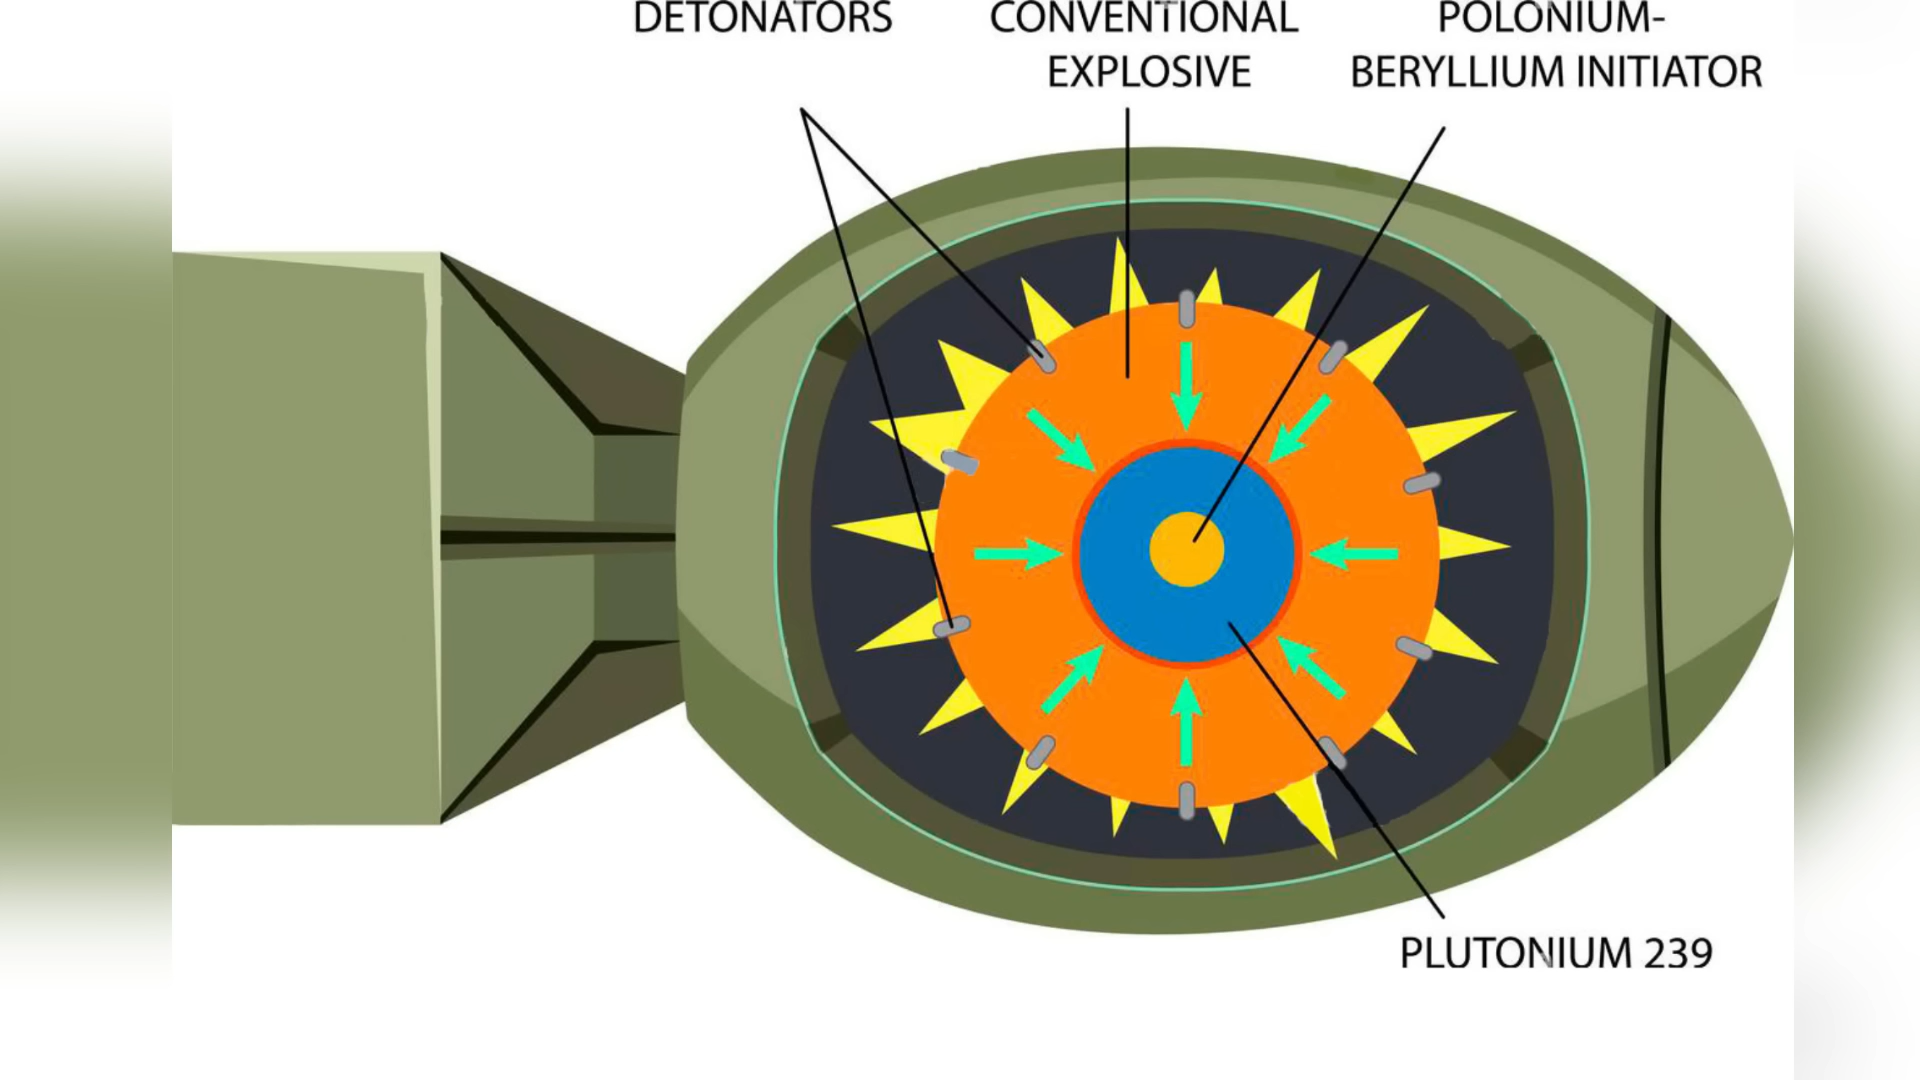 DETONATORS
CONVENTIONAL
EXPLOSIVE
POLONIUM-
BERYLLIUM INITIATOR
PLUTONIUM 239